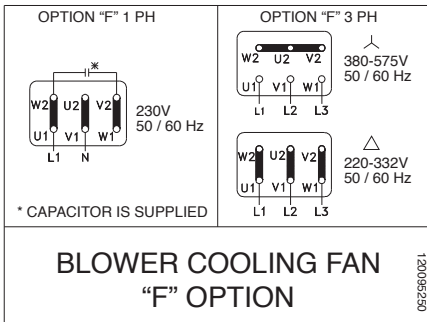 OPTION “F” 1 PH
*
W2 U2 V2
U1 V1 W1
L1 N
230V
50 / 60 Hz
* CAPACITOR IS SUPPLIED
OPTION “F” 3 PH
W2 U2 V2
U1 V1 W1
L1 L2 L3
380-575V
50 / 60 Hz
W2 U2 V2
U1 V1 W1
L1 L2 L3
220-332V
50 / 60 Hz
BLOWER COOLING FAN
“F” OPTION
120095250